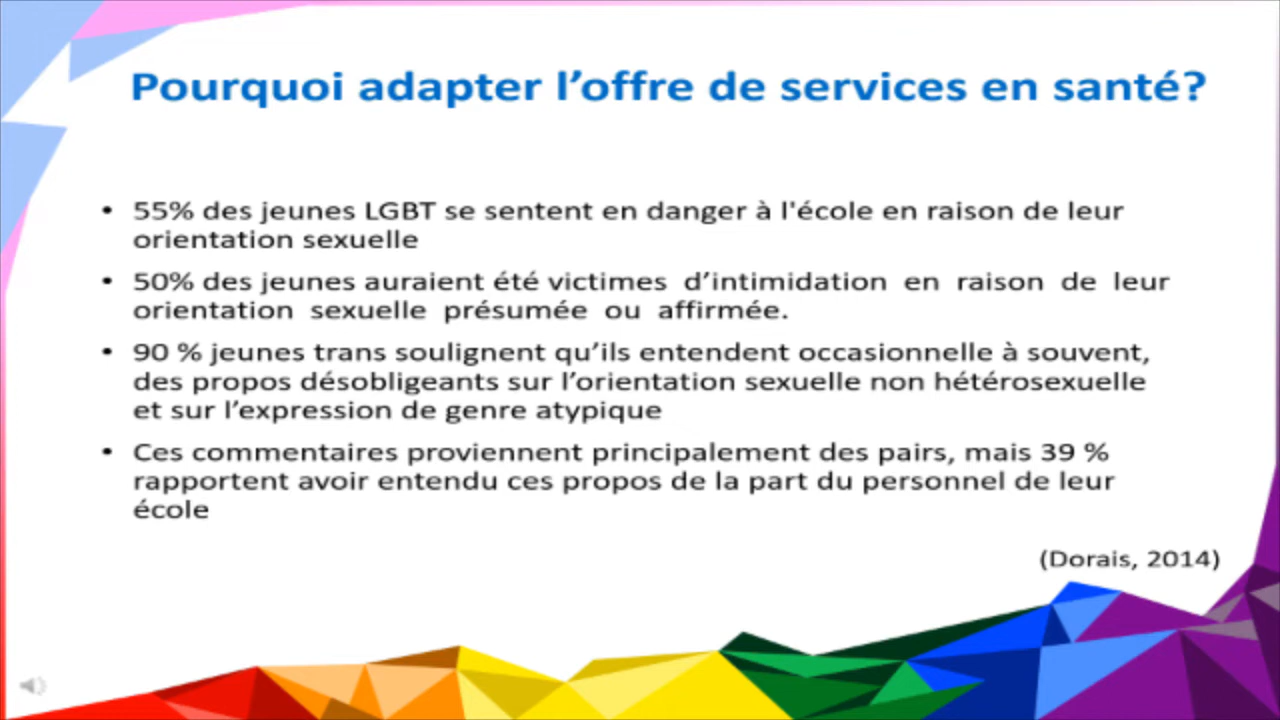 Pourquoi adapter l’offre de services en santé?
• 55% des jeunes LGBT se sentent en danger à l'école en raison de leur
orientation sexuelle
• 50% des jeunes auraient été victimes d’intimidation en raison de leur
orientation sexuelle présumée ou affirmée.
• 90 % jeunes trans soulignent qu’ils entendent occasionnelle à souvent,
des propos désobligeants sur l’orientation sexuelle non hétérosexuelle
et sur l’expression de genre atypique
• Ces commentaires proviennent principalement des pairs, mais 39 %
rapportent avoir entendu ces propos de la part du personnel de leur
école
(Dorais, 2014)